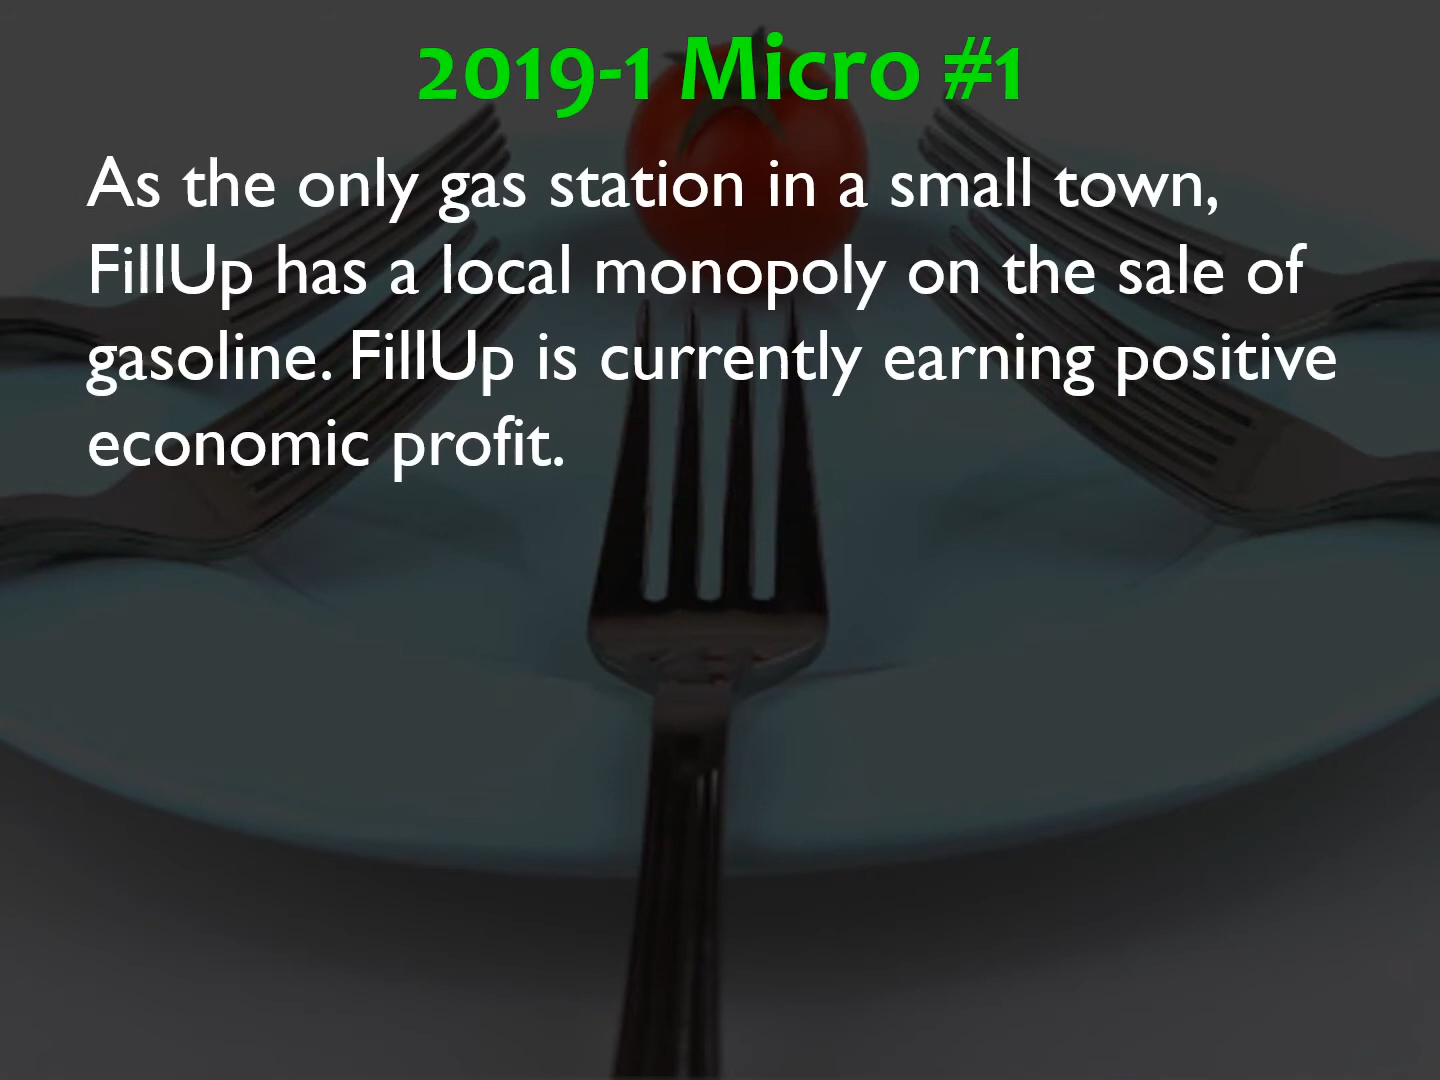 2019-1 Micro #1
As the only gas station in a small town,
FillUp has a local monopoly on the sale of
gasoline. FillUp is currently earning positive
economic profit.